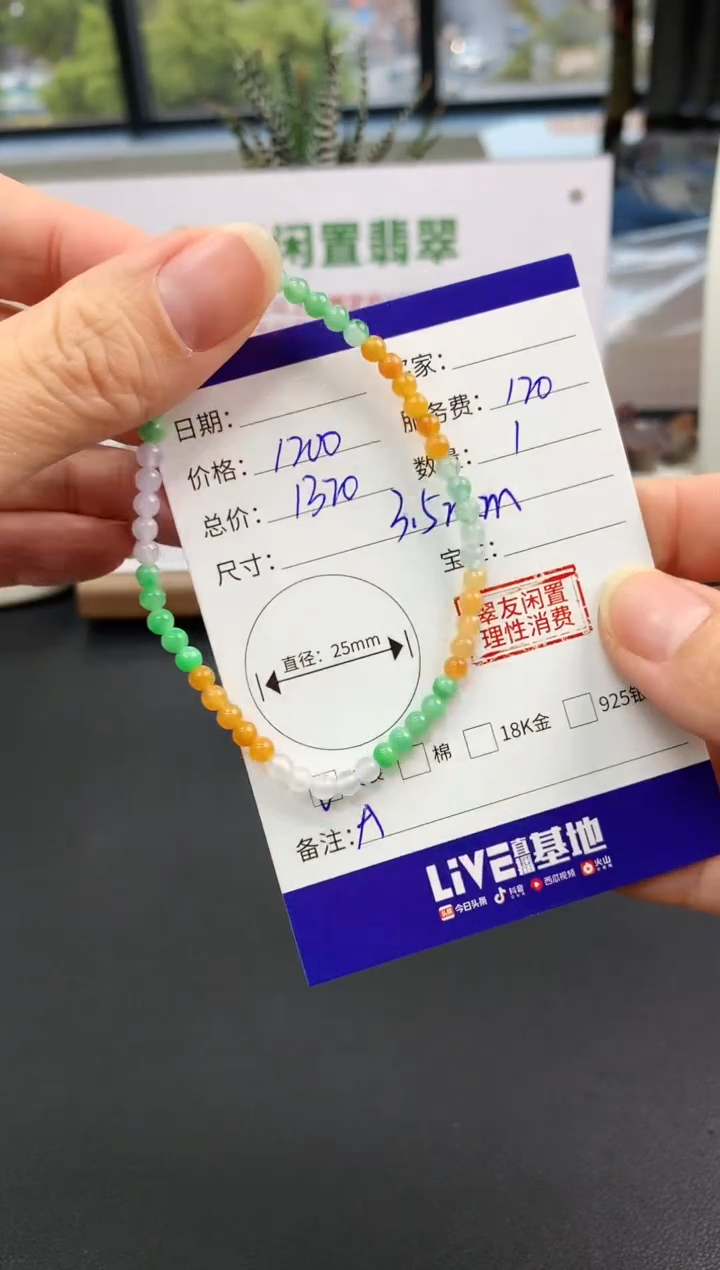 闲置翡翠
家:
日期:
服务费: 120
价格: 1200
数量: 1
总价: 1320
尺寸: 3.5mm
宝
直径: 25mm
翠友闲置
理性消费
棉
18K金
925银
备注: A
LiVE直播基地
今日头条 抖音 西瓜视频 火山